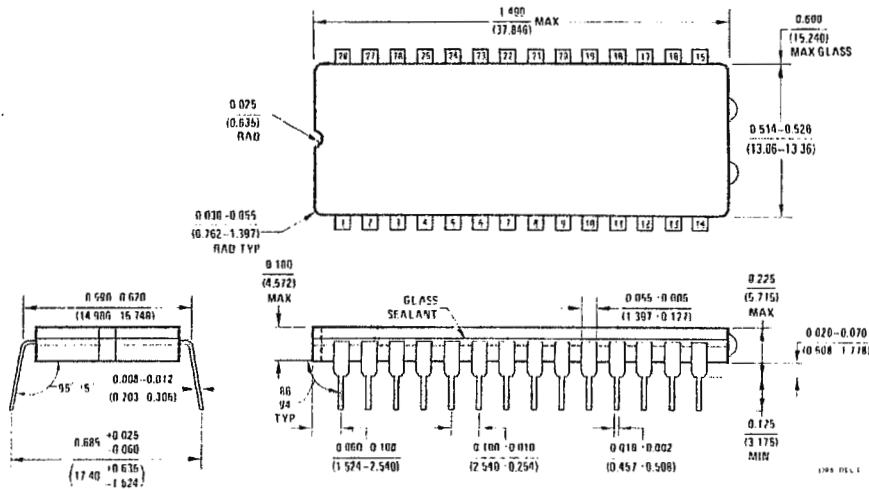 1.490
(37.846) MAX
0.600
(15.240)
MAX GLASS
28 27 26 25 24 23 22 21 20 19 18 17 16 15
0.025
(0.635)
RAD
0.514-0.526
(13.06-13.36)
0.030-0.055
(0.762-1.397)
RAD TYP
1 2 3 4 5 6 7 8 9 10 11 12 13 14
0.180
(4.572)
MAX
0.590 0.620
(14.986 15.748)
GLASS
SEALANT
0.055 0.005
(1.397 0.127)
0.225
(5.715)
MAX
0.020-0.070
(0.508 1.778)
95° 5°
0.008-0.012
(0.203 0.305)
86
94
TYP
0.685 +0.025 -0.060
(17.40 +0.635 -1.524)
0.060 0.100
(1.524-2.540)
0.100 0.010
(2.540 0.254)
0.018 0.002
(0.457 0.508)
0.125
(3.175)
MIN